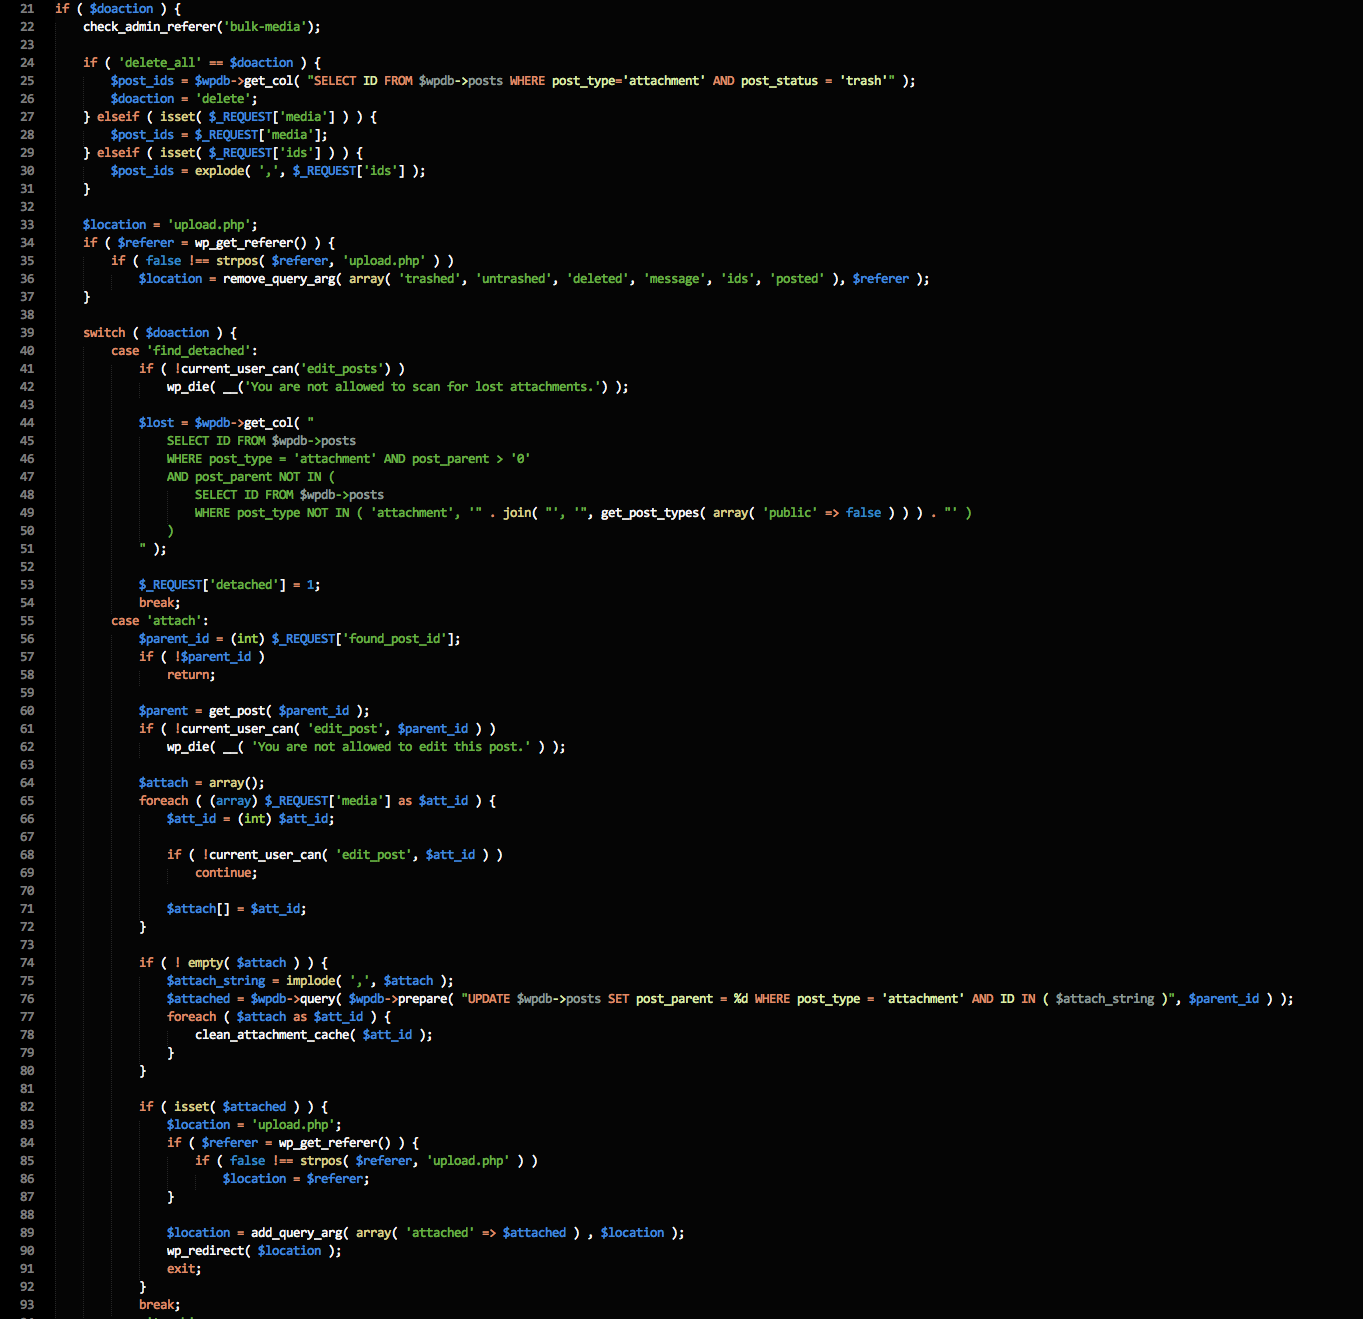 21 if ( $doaction ) {
22 check_admin_referer('bulk-media');
23
24 if ( 'delete_all' == $doaction ) {
25 $post_ids = $wpdb->get_col( "SELECT ID FROM $wpdb->posts WHERE post_type='attachment' AND post_status = 'trash'" );
26 $doaction = 'delete';
27 } elseif ( isset( $_REQUEST['media'] ) ) {
28 $post_ids = $_REQUEST['media'];
29 } elseif ( isset( $_REQUEST['ids'] ) ) {
30 $post_ids = explode( ',', $_REQUEST['ids'] );
31 }
32
33 $location = 'upload.php';
34 if ( $referer = wp_get_referer() ) {
35 if ( false !== strpos( $referer, 'upload.php' ) )
36 $location = remove_query_arg( array( 'trashed', 'untrashed', 'deleted', 'message', 'ids', 'posted' ), $referer );
37 }
38
39 switch ( $doaction ) {
40 case 'find_detached':
41 if ( !current_user_can('edit_posts') )
42 wp_die( __('You are not allowed to scan for lost attachments.') );
43
44 $lost = $wpdb->get_col( "
45 SELECT ID FROM $wpdb->posts
46 WHERE post_type = 'attachment' AND post_parent > '0'
47 AND post_parent NOT IN (
48 SELECT ID FROM $wpdb->posts
49 WHERE post_type NOT IN ( 'attachment', '" . join( "', '", get_post_types( array( 'public' => false ) ) ) . "' )
50 )
51 " );
52
53 $_REQUEST['detached'] = 1;
54 break;
55 case 'attach':
56 $parent_id = (int) $_REQUEST['found_post_id'];
57 if ( !$parent_id )
58 return;
59
60 $parent = get_post( $parent_id );
61 if ( !current_user_can( 'edit_post', $parent_id ) )
62 wp_die( __( 'You are not allowed to edit this post.' ) );
63
64 $attach = array();
65 foreach ( (array) $_REQUEST['media'] as $att_id ) {
66 $att_id = (int) $att_id;
67
68 if ( !current_user_can( 'edit_post', $att_id ) )
69 continue;
70
71 $attach[] = $att_id;
72 }
73
74 if ( ! empty( $attach ) ) {
75 $attach_string = implode( ',', $attach );
76 $attached = $wpdb->query( $wpdb->prepare( "UPDATE $wpdb->posts SET post_parent = %d WHERE post_type = 'attachment' AND ID IN ( $attach_string )", $parent_id ) );
77 foreach ( $attach as $att_id ) {
78 clean_attachment_cache( $att_id );
79 }
80 }
81
82 if ( isset( $attached ) ) {
83 $location = 'upload.php';
84 if ( $referer = wp_get_referer() ) {
85 if ( false !== strpos( $referer, 'upload.php' ) )
86 $location = $referer;
87 }
88
89 $location = add_query_arg( array( 'attached' => $attached ) , $location );
90 wp_redirect( $location );
91 exit;
92 }
93 break;